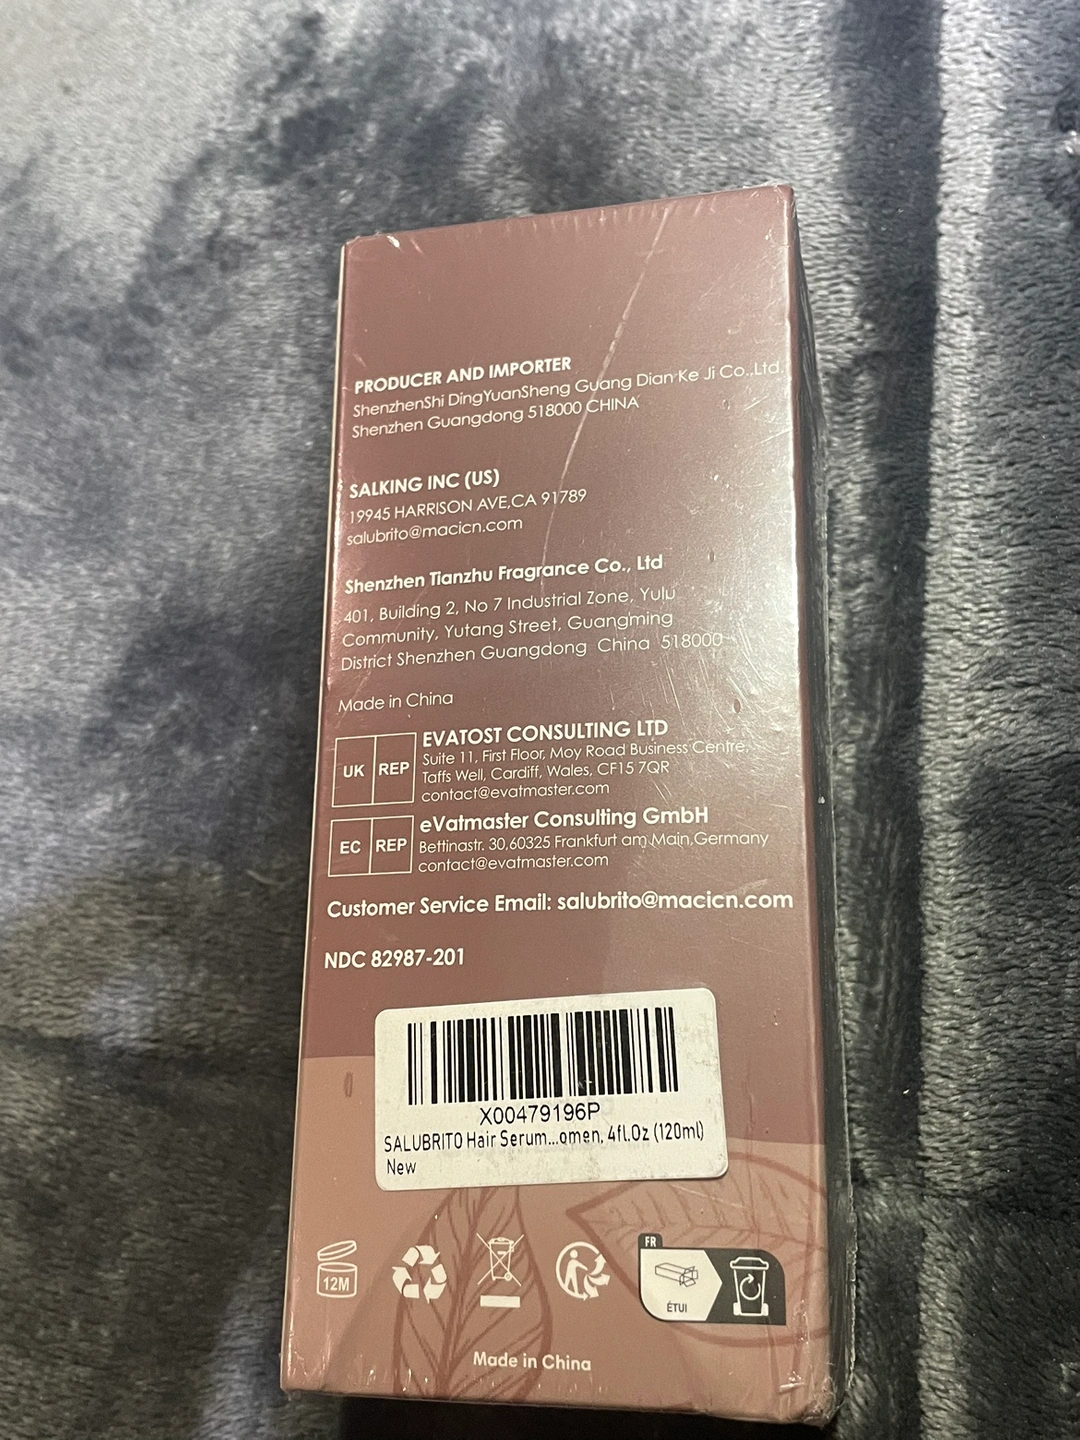 PRODUCER AND IMPORTER
ShenzhenShi DingYuanSheng Guang Dian Ke Ji Co.,Ltd.
Shenzhen Guangdong 518000 CHINA
SALKING INC (US)
19945 HARRISON AVE,CA 91789
salubrito@macicn.com
Shenzhen Tianzhu Fragrance Co., Ltd
401, Building 2, No 7 Industrial Zone, Yulu
Community, Yutang Street, Guangming
District Shenzhen Guangdong China 518000
Made in China
UK REP
EVATOST CONSULTING LTD
Suite 11, First Floor, Moy Road Business Centre,
Taffs Well, Cardiff, Wales, CF15 7QR
contact@evatmaster.com
EC REP
eVatmaster Consulting GmbH
Bettinastr. 30,60325 Frankfurt am Main,Germany
contact@evatmaster.com
Customer Service Email: salubrito@macicn.com
NDC 82987-201
X00479196P
SALUBRITO Hair Serum...omen, 4fl.Oz (120ml)
New
12M
FR
ÉTUI
Made in China